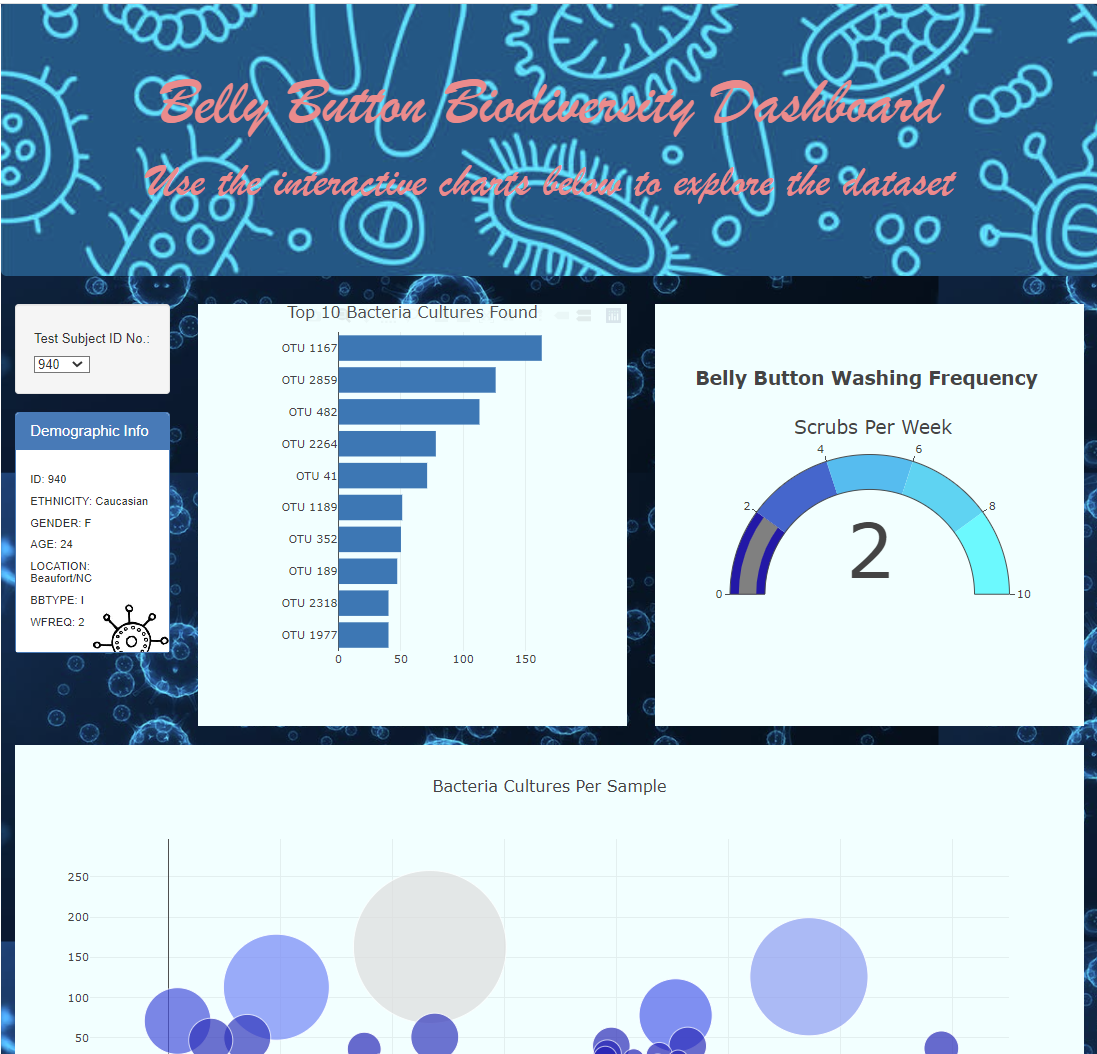 Belly Button Biodiversity Dashboard
Use the interactive charts below to explore the dataset
Test Subject ID No.:
940
Demographic Info
ID: 940
ETHNICITY: Caucasian
GENDER: F
AGE: 24
LOCATION:
Beaufort/NC
BBTYPE: I
WFREQ: 2
Top 10 Bacteria Cultures Found
OTU 1167
OTU 2859
OTU 482
OTU 2264
OTU 41
OTU 1189
OTU 352
OTU 189
OTU 2318
OTU 1977
0 50 100 150
Belly Button Washing Frequency
Scrubs Per Week
4 6
2 8
2
0 10
Bacteria Cultures Per Sample
250
200
150
100
50